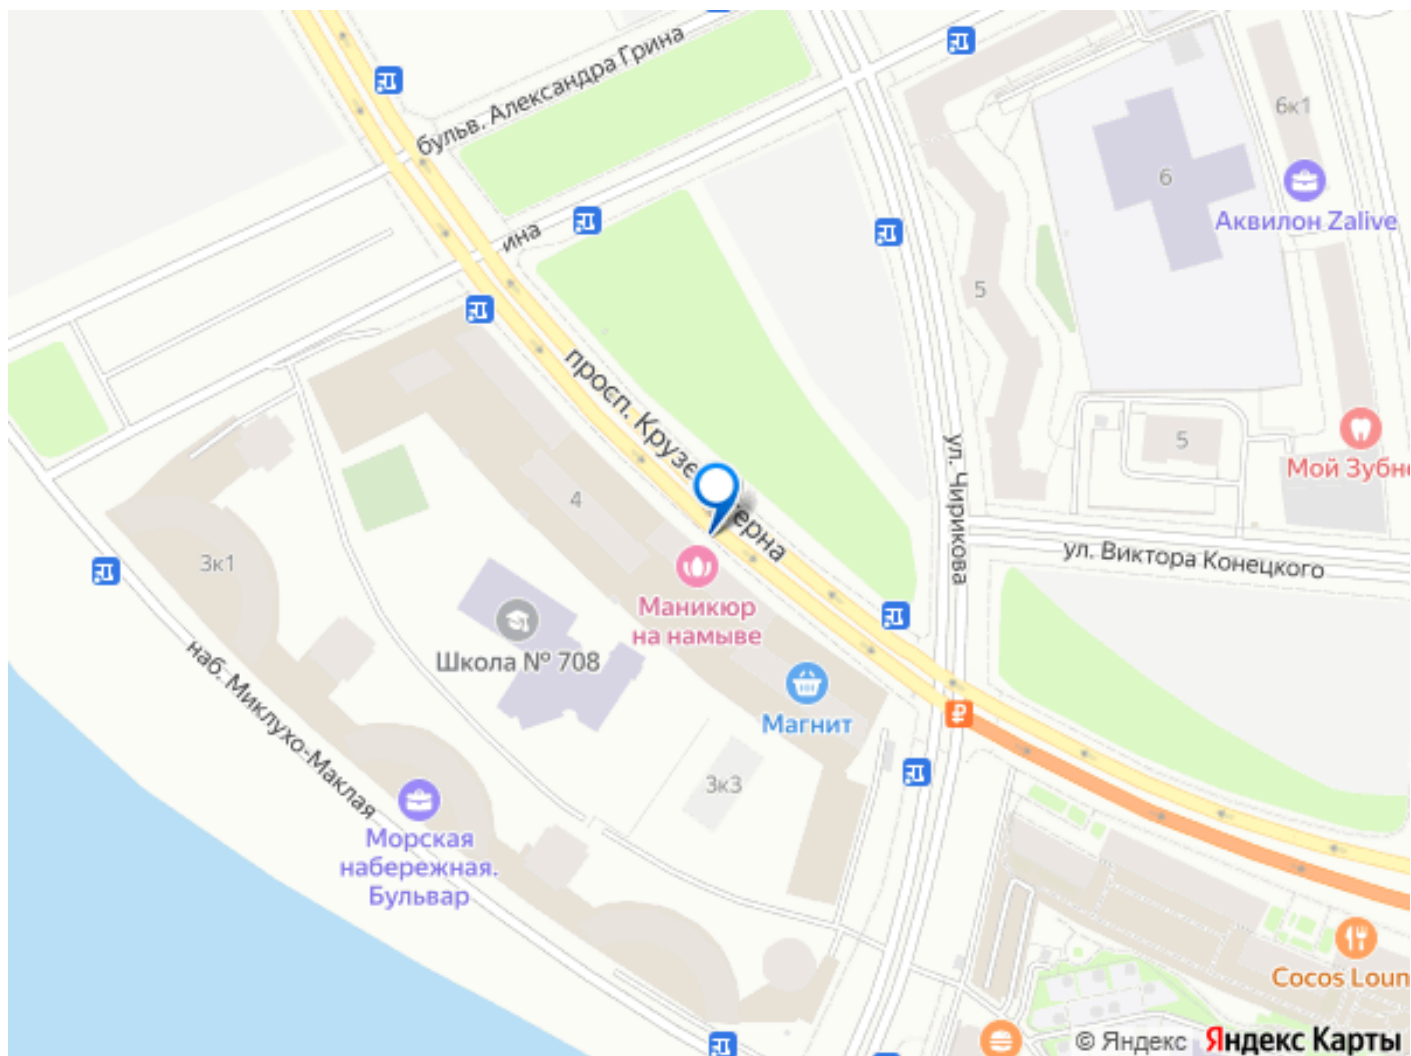 бульв. Александра Грина
6к1
6
Аквилон Zalive
ина
5
просп. Крузе
терна
5
Мой Зубн
ул. Чирикова
ул. Виктора Конецкого
4
3к1
Маникюр
на намыве
Школа № 708
наб. Миклухо-Маклая
Магнит
3к3
Морская
набережная.
Бульвар
Cocos Loun
© Яндекс Яндекс Карты